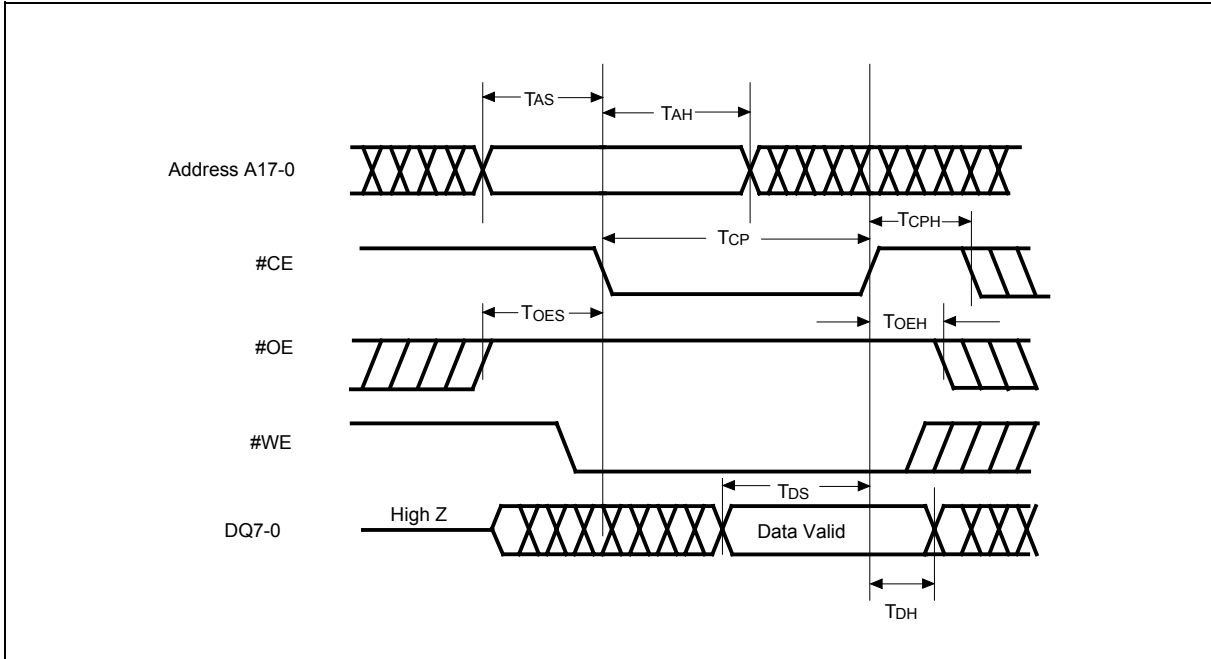 TAS
TAH
Address A17-0
TCPH
TCP
#CE
TOES
TOEH
#OE
#WE
TDS
High Z
DQ7-0
Data Valid
TDH